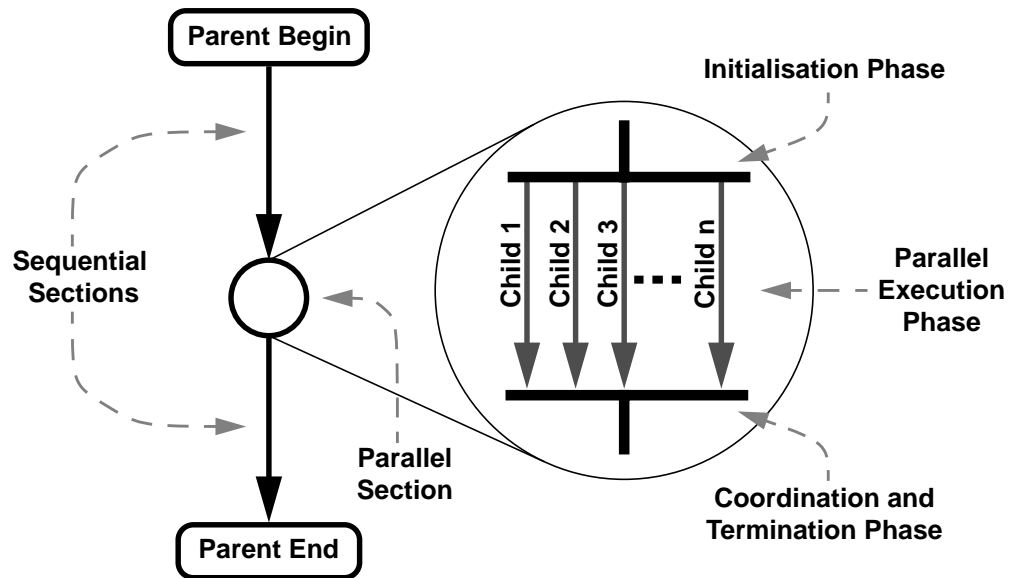 Parent Begin
Initialisation Phase
Child 1
Child 2
Child 3
Child n
Sequential
Sections
Parallel
Execution
Phase
Parallel
Section
Coordination and
Termination Phase
Parent End